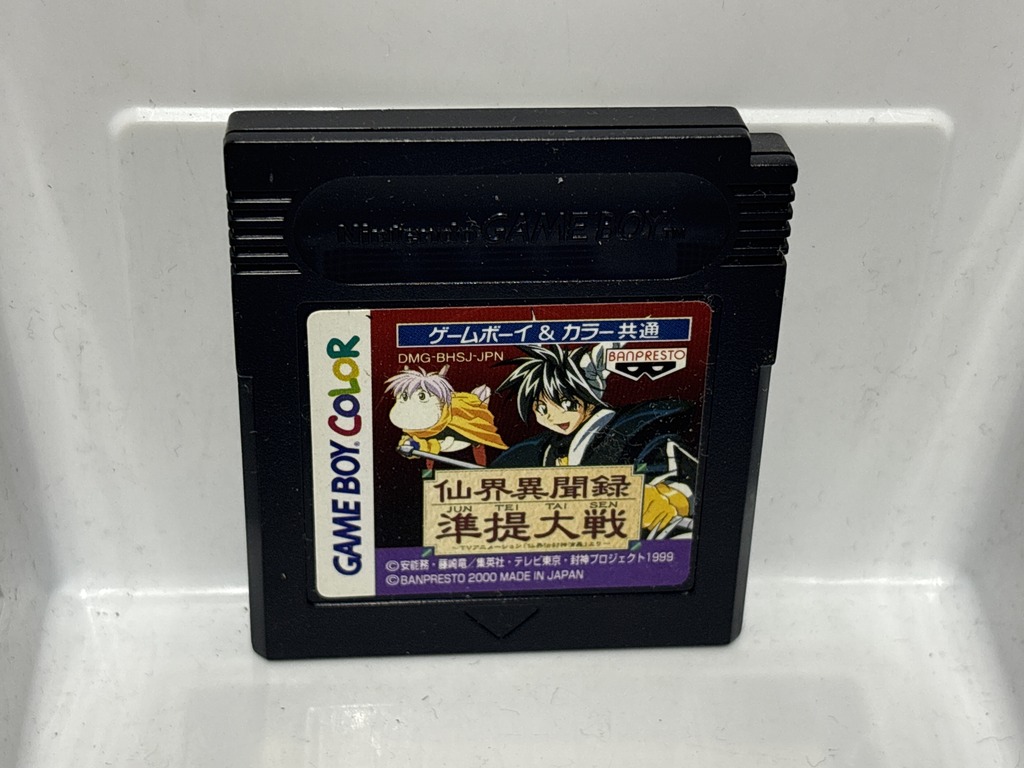 Nintendo GAME BOY TM
GAME BOY COLOR
ゲームボーイ & カラー 共通
DMG-BHSJ-JPN
BANPRESTO
仙界異聞録
JUN TEI TAI SEN
準提大戦
©安能務・藤崎竜／集英社・テレビ東京・封神プロジェクト1999
©BANPRESTO 2000 MADE IN JAPAN